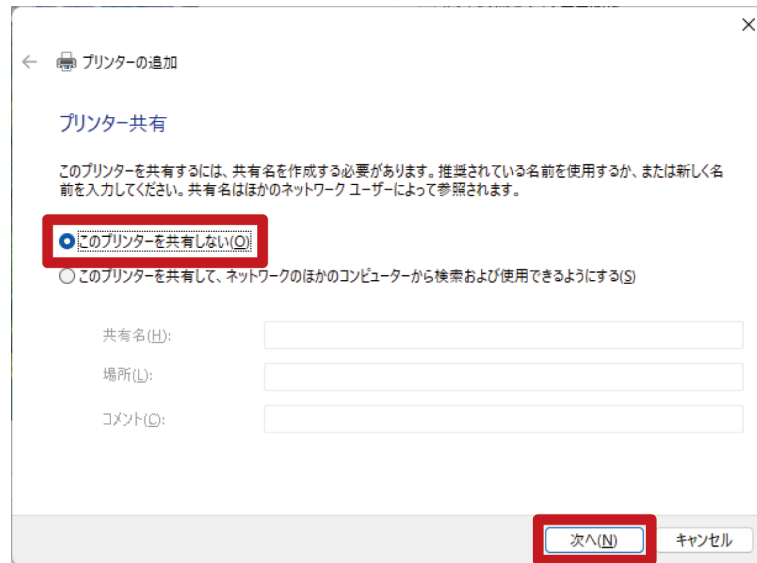 プリンターの追加
プリンター共有
このプリンターを共有するには、共有名を作成する必要があります。推奨されている名前を使用するか、または新しく名
前を入力してください。共有名はほかのネットワーク ユーザーによって参照されます。
このプリンターを共有しない(O)
このプリンターを共有して、ネットワークのほかのコンピューターから検索および使用できるようにする(S)
共有名(H):
場所(L):
コメント(C):
次へ(N) キャンセル